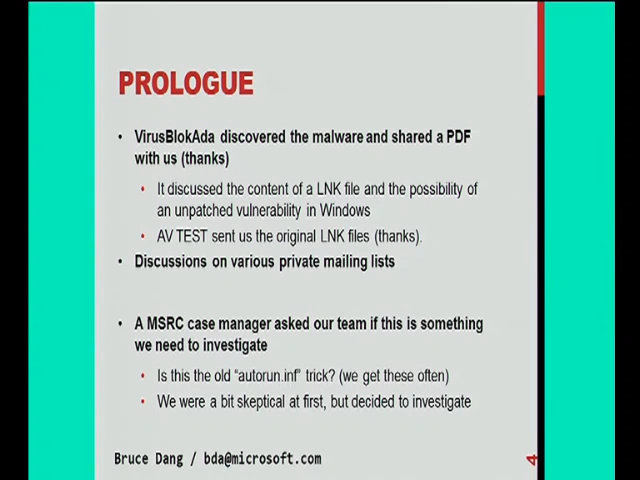 PROLOGUE
• VirusBlokAda discovered the malware and shared a PDF
with us (thanks)
• It discussed the content of a LNK file and the possibility of
an unpatched vulnerability in Windows
• AV TEST sent us the original LNK files (thanks).
• Discussions on various private mailing lists
• A MSRC case manager asked our team if this is something
we need to investigate
• Is this the old “autorun.inf” trick? (we get these often)
• We were a bit skeptical at first, but decided to investigate
Bruce Dang / bda@microsoft.com
4